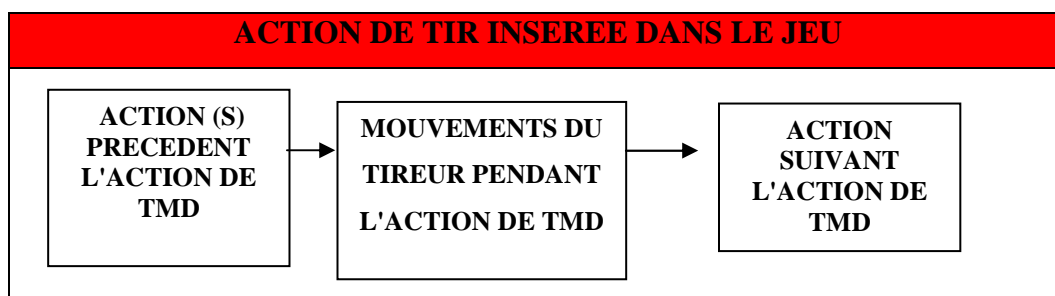 ACTION DE TIR INSEREE DANS LE JEU
ACTION (S)
PRECEDENT
L'ACTION DE
TMD
MOUVEMENTS DU
TIREUR PENDANT
L'ACTION DE TMD
ACTION
SUIVANT
L'ACTION DE
TMD